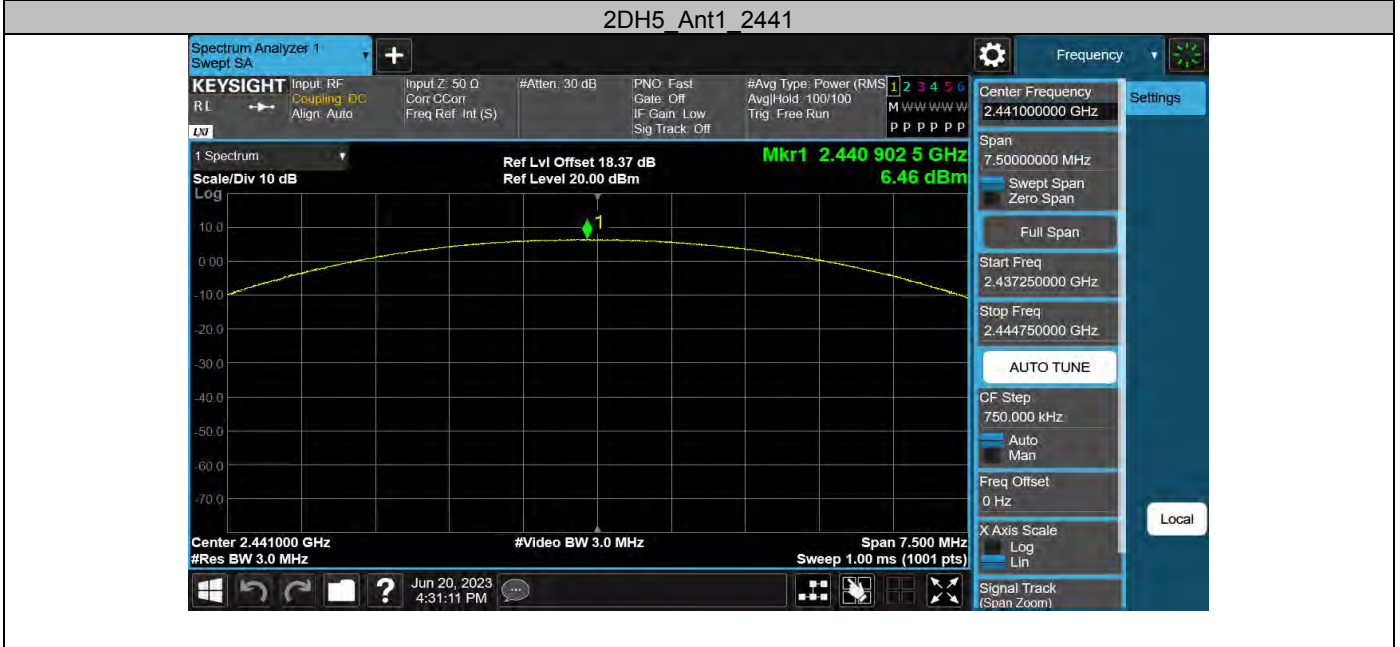 2DH5_Ant1_2441
Spectrum Analyzer 1
Swept SA
+
Frequency
KEYSIGHT
RL
LXI
Input: RF
Coupling: DC
Align: Auto
Input Z: 50 Ω
Corr CCorr
Freq Ref: Int (S)
#Atten: 30 dB
PNO: Fast
Gate: Off
IF Gain: Low
Sig Track: Off
#Avg Type: Power (RMS
Avg|Hold: 100/100
Trig: Free Run
1 2 3 4 5 6
M W W W W W
P P P P P P
1 Spectrum
Scale/Div 10 dB
Log
Ref Lvl Offset 18.37 dB
Ref Level 20.00 dBm
Mkr1 2.440 902 5 GHz
6.46 dBm
1
10.0
0.00
-10.0
-20.0
-30.0
-40.0
-50.0
-60.0
-70.0
Center 2.441000 GHz
#Res BW 3.0 MHz
#Video BW 3.0 MHz
Span 7.500 MHz
Sweep 1.00 ms (1001 pts)
Center Frequency
2.441000000 GHz
Settings
Span
7.50000000 MHz
Swept Span
Zero Span
Full Span
Start Freq
2.437250000 GHz
Stop Freq
2.444750000 GHz
AUTO TUNE
CF Step
750.000 kHz
Auto
Man
Freq Offset
0 Hz
X Axis Scale
Log
Lin
Local
Signal Track
(Span Zoom)
?
Jun 20, 2023
4:31:11 PM